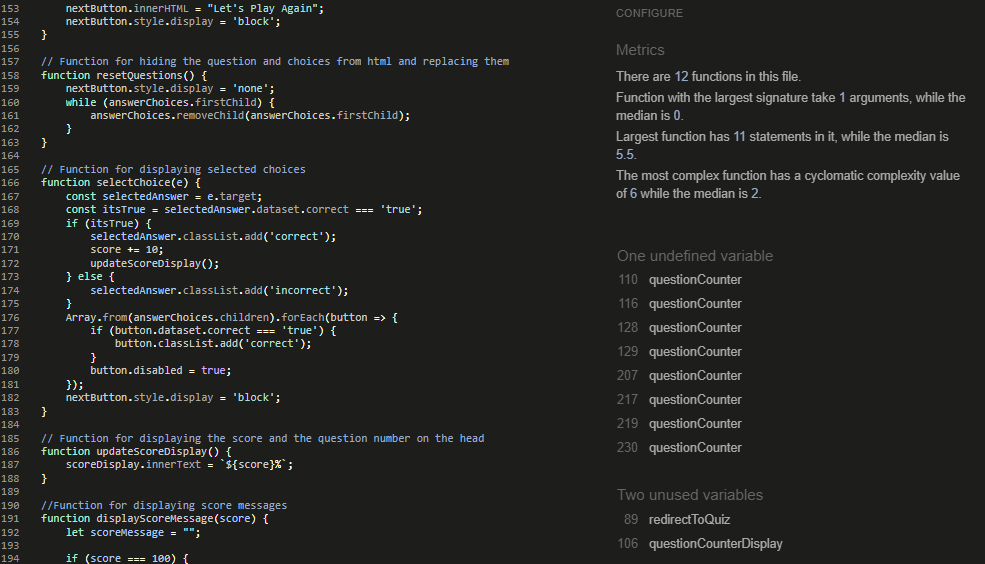 153 nextButton.innerHTML = "Let's Play Again";
154 nextButton.style.display = 'block';
155 }
156
157 // Function for hiding the question and choices from html and replacing them
158 function resetQuestions() {
159 nextButton.style.display = 'none';
160 while (answerChoices.firstChild) {
161 answerChoices.removeChild(answerChoices.firstChild);
162 }
163 }
164
165 // Function for displaying selected choices
166 function selectChoice(e) {
167 const selectedAnswer = e.target;
168 const itsTrue = selectedAnswer.dataset.correct === 'true';
169 if (itsTrue) {
170 selectedAnswer.classList.add('correct');
171 score += 10;
172 updateScoreDisplay();
173 } else {
174 selectedAnswer.classList.add('incorrect');
175 }
176 Array.from(answerChoices.children).forEach(button => {
177 if (button.dataset.correct === 'true') {
178 button.classList.add('correct');
179 }
180 button.disabled = true;
181 });
182 nextButton.style.display = 'block';
183 }
184
185 // Function for displaying the score and the question number on the head
186 function updateScoreDisplay() {
187 scoreDisplay.innerText = `${score}%`;
188 }
189
190 //Function for displaying score messages
191 function displayScoreMessage(score) {
192 let scoreMessage = "";
193
194 if (score === 100) {
CONFIGURE
Metrics
There are 12 functions in this file.
Function with the largest signature take 1 arguments, while the
median is 0.
Largest function has 11 statements in it, while the median is
5.5.
The most complex function has a cyclomatic complexity value
of 6 while the median is 2.
One undefined variable
110 questionCounter
116 questionCounter
128 questionCounter
129 questionCounter
207 questionCounter
217 questionCounter
219 questionCounter
230 questionCounter
Two unused variables
89 redirectToQuiz
106 questionCounterDisplay